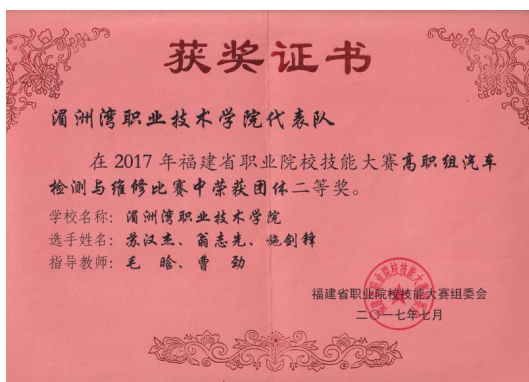 获奖证书
湄洲湾职业技术学院代表队
在2017年福建省职业院校技能大赛高职组汽车
检测与维修比赛中荣获团体二等奖。
学校名称：湄洲湾职业技术学院
选手姓名：苏汉杰、翁志先、施剑锋
指导教师：毛晗、曹劲
福建省职业院校技能大赛组委会
二〇一七年七月